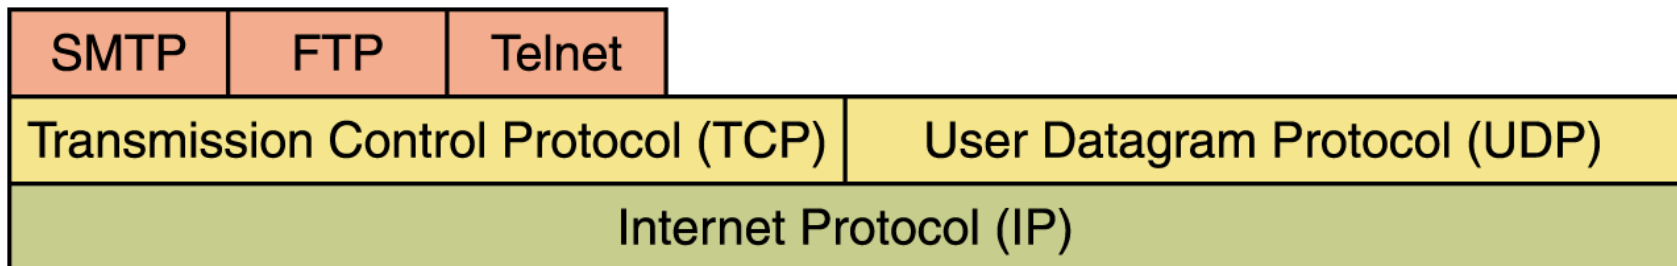 SMTP FTP Telnet
Transmission Control Protocol (TCP) User Datagram Protocol (UDP)
Internet Protocol (IP)